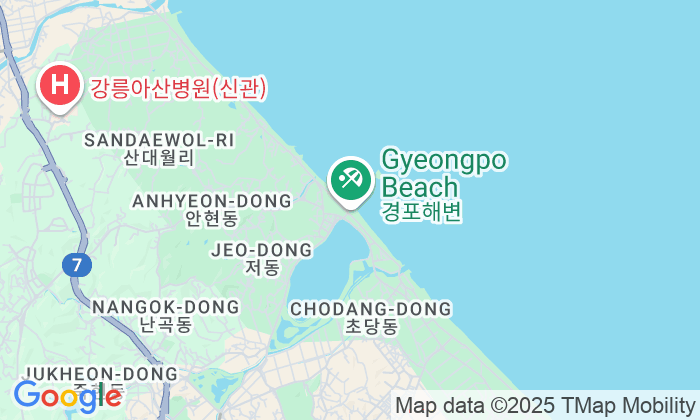 H
강릉아산병원(신관)
SANDAEWOL-RI
산대월리
Gyeongpo
Beach
경포해변
ANHYEON-DONG
안현동
JEO-DONG
저동
7
NANGOK-DONG
난곡동
CHODANG-DONG
초당동
JUKHEON-DONG
Google
Map data ©2025 TMap Mobility